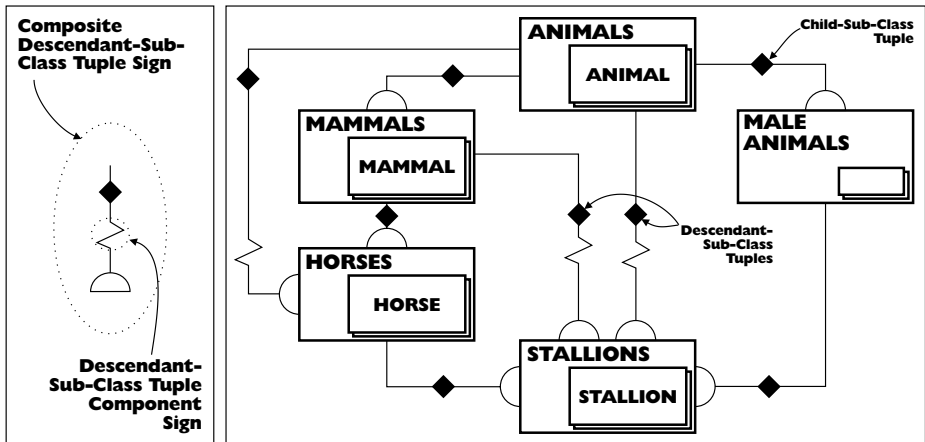 Composite
Descendant-Sub-
Class Tuple Sign
Descendant-
Sub-Class Tuple
Component
Sign
ANIMALS
ANIMAL
Child-Sub-Class
Tuple
MAMMALS
MAMMAL
MALE
ANIMALS
Descendant-
Sub-Class
Tuples
HORSES
HORSE
STALLIONS
STALLION